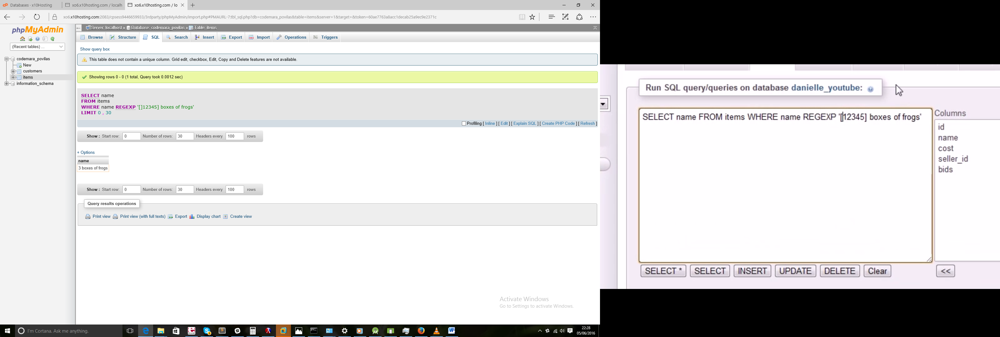 Databases - x10Hosting
xo6.x10hosting.com / localh
xo6.x10hosting.com / lo
xo6.x10hosting.com:2083/cpsess9446659933/3rdparty/phpMyAdmin/import.php#PMAURL-7:tbl_sql.php?db=codemara_povilas&table=items&server=1&target=&token=60ae7763a8acc1decab25a9ec9e2371c
phpMyAdmin
(Recent tables) ...
codemara_povilas
New
customers
items
information_schema
Server: localhost » Database: codemara_povilas » Table: items
Browse Structure SQL Search Insert Export Import Operations Triggers
Show query box
This table does not contain a unique column. Grid edit, checkbox, Edit, Copy and Delete features are not available.
Showing rows 0 - 0 (1 total, Query took 0.0012 sec)
SELECT name
FROM items
WHERE name REGEXP '[]12345] boxes of frogs'
LIMIT 0 , 30
Profiling [ Inline ] [ Edit ] [ Explain SQL ] [ Create PHP Code ] [ Refresh ]
Show : Start row: 0 Number of rows: 30 Headers every 100 rows
+ Options
name
3 boxes of frogs
Show : Start row: 0 Number of rows: 30 Headers every 100 rows
Query results operations
Print view Print view (with full texts) Export Display chart Create view
Activate Windows
Go to Settings to activate Windows.
I'm Cortana. Ask me anything.
22:28
05/06/2016
Run SQL query/queries on database danielle_youtube:
SELECT name FROM items WHERE name REGEXP '[12345] boxes of frogs'
Columns
id
name
cost
seller_id
bids
SELECT * SELECT INSERT UPDATE DELETE Clear <<